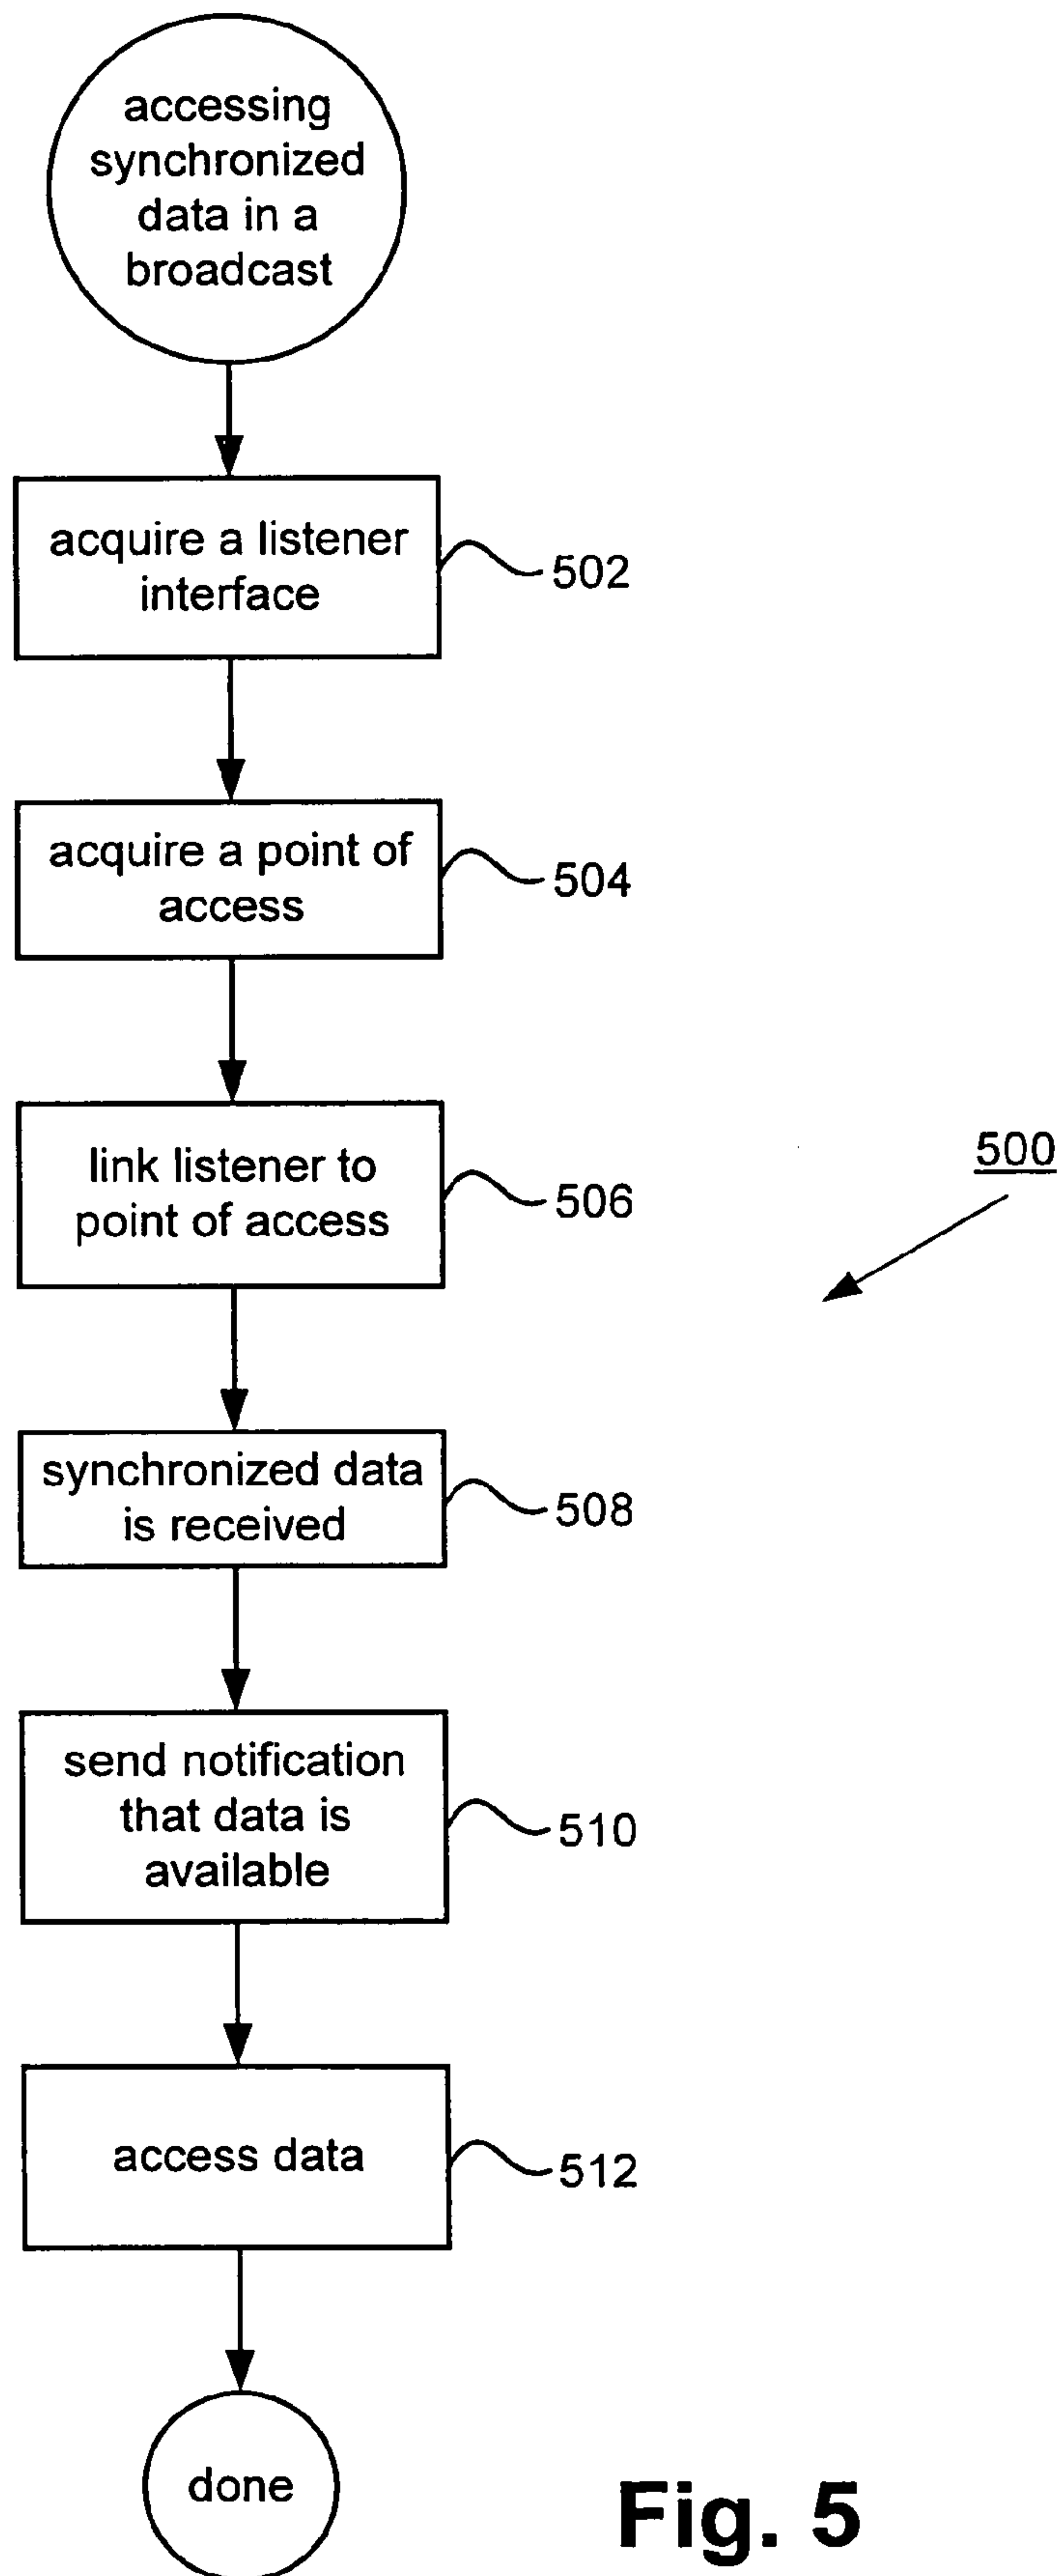 accessing
synchronized
data in a
broadcast
acquire a listener
interface
502
acquire a point of
access
504
link listener to
point of access
506
500
synchronized data
is received
508
send notification
that data is
available
510
access data
512
done
Fig. 5